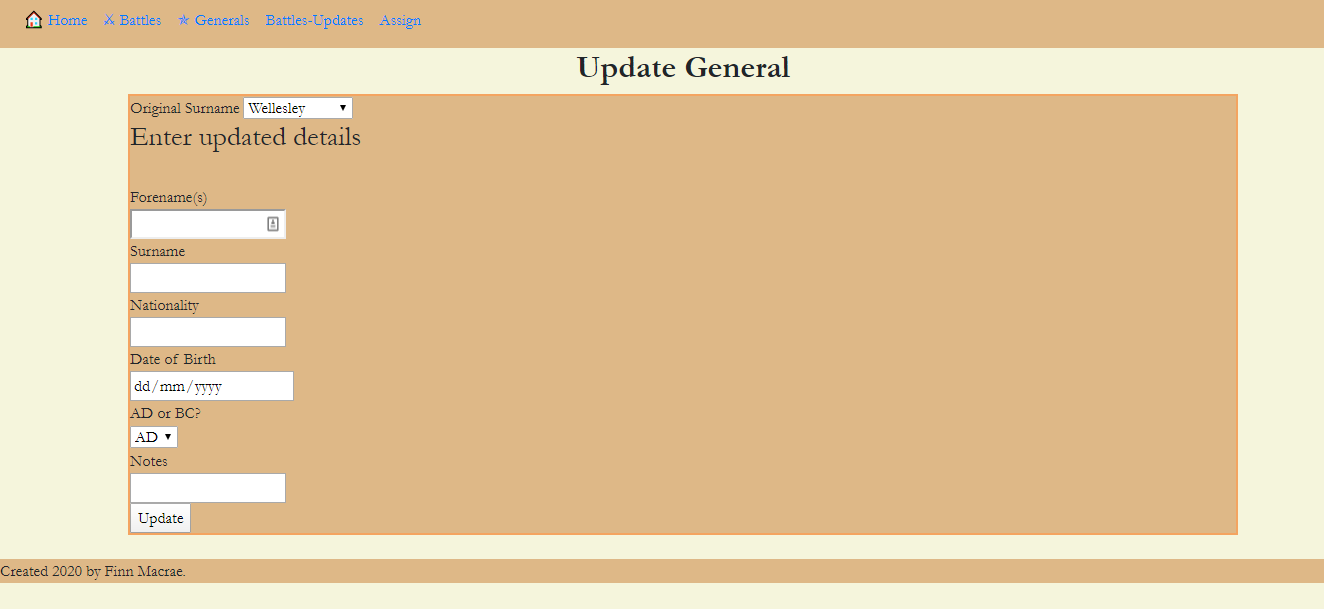 Home Battles Generals Battles-Updates Assign
Update General
Original Surname Wellesley
Enter updated details
Forename(s)
Surname
Nationality
Date of Birth
dd/mm/yyyy
AD or BC?
AD
Notes
Update
Created 2020 by Finn Macrae.